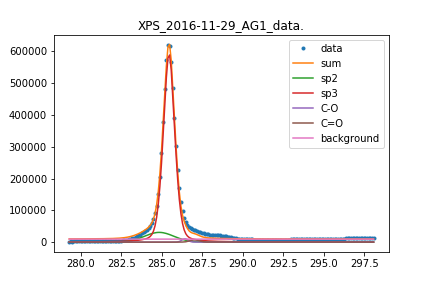 XPS_2016-11-29_AG1_data.
600000
500000
400000
300000
200000
100000
0
280.0 282.5 285.0 287.5 290.0 292.5 295.0 297.5
data
sum
sp2
sp3
C-O
C=O
background